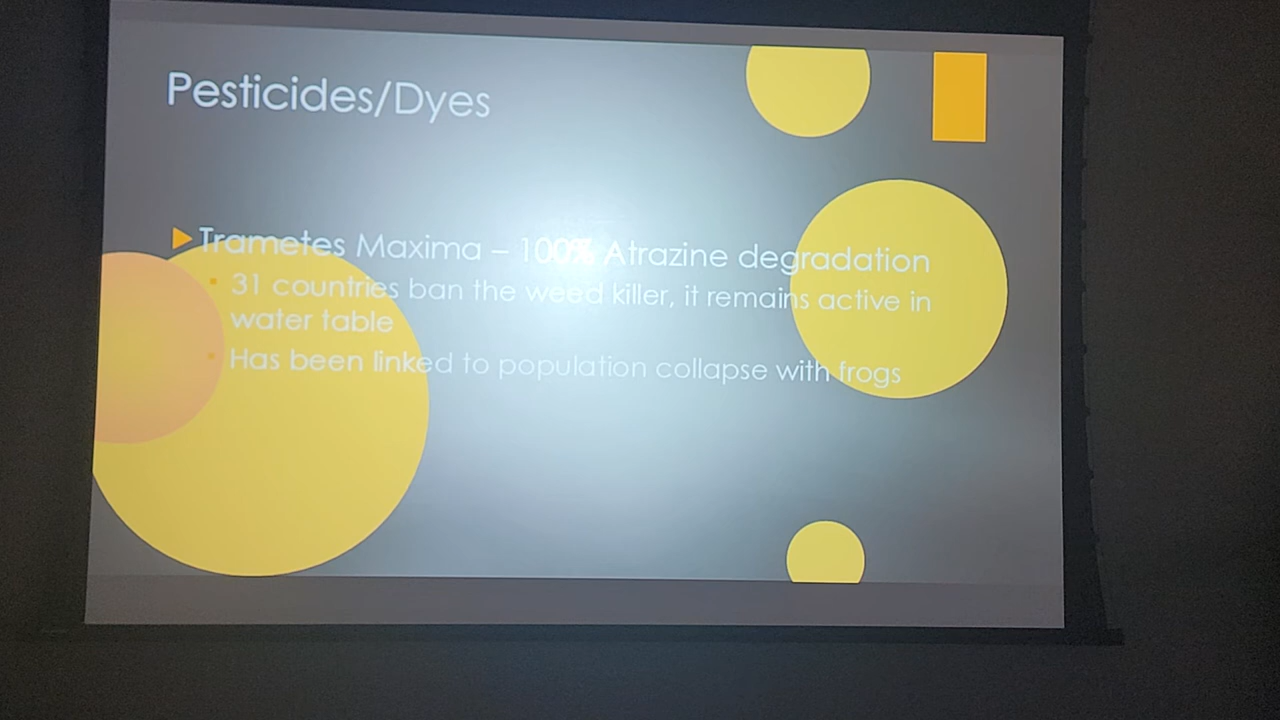 Pesticides/Dyes
Trametes Maxima – 100% Atrazine degradation
31 countries ban the weed killer, it remains active in
water table
Has been linked to population collapse with frogs